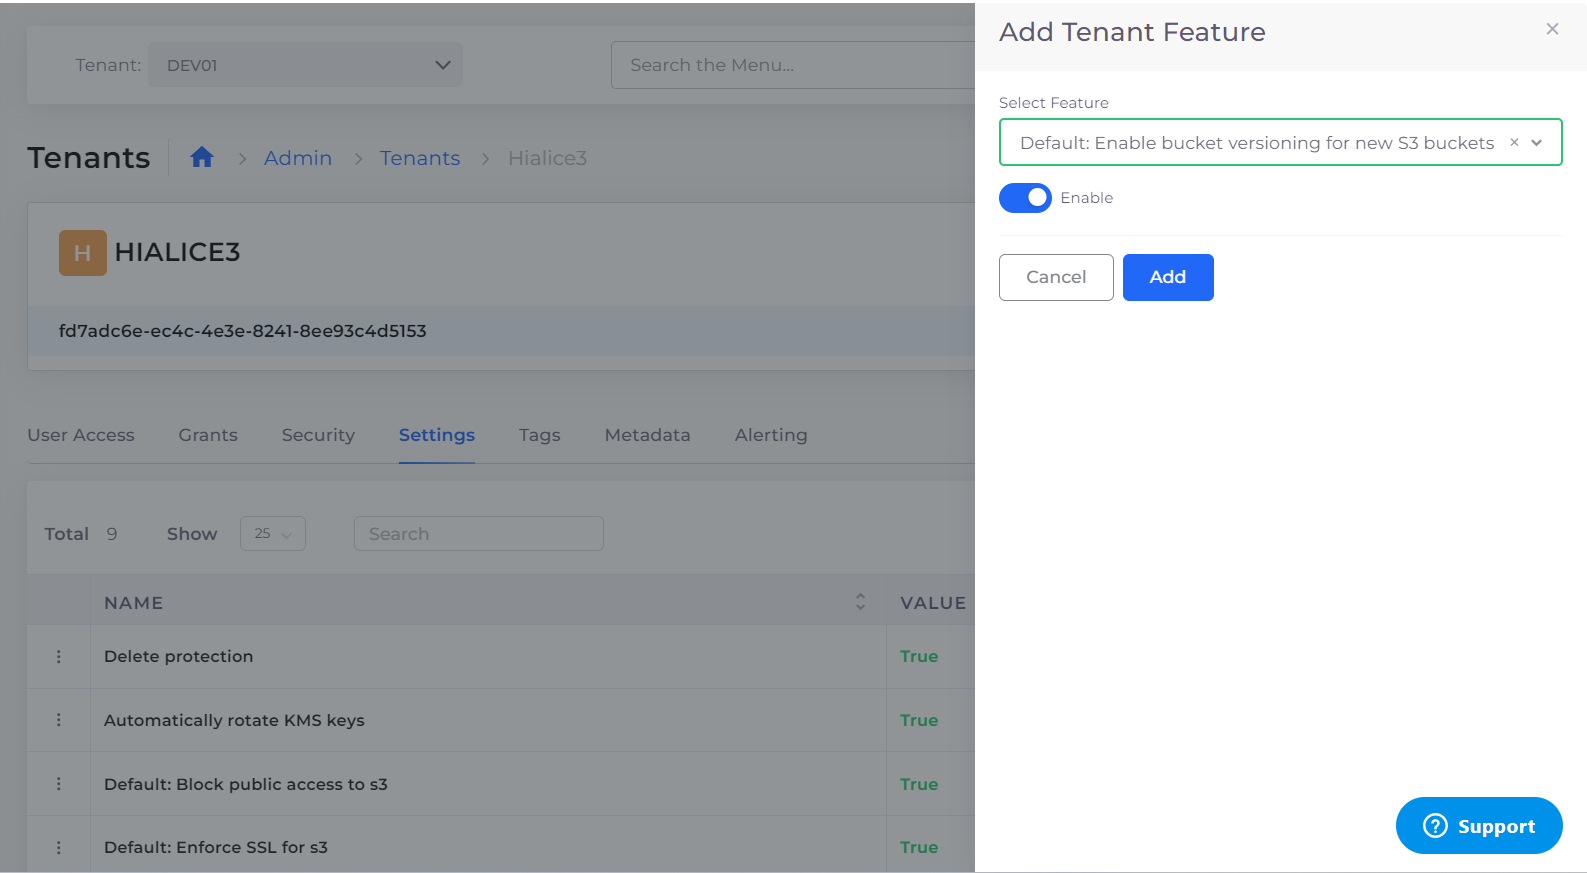 Tenant: DEV01
Search the Menu...
Tenants Admin Tenants Hialice3
H HIALICE3
fd7adc6e-ec4c-4e3e-8241-8ee93c4d5153
User Access Grants Security Settings Tags Metadata Alerting
Total 9 Show 25 Search
NAME VALUE
Delete protection True
Automatically rotate KMS keys True
Default: Block public access to s3 True
Default: Enforce SSL for s3 True
Add Tenant Feature
Select Feature
Default: Enable bucket versioning for new S3 buckets
Enable
Cancel Add
Support